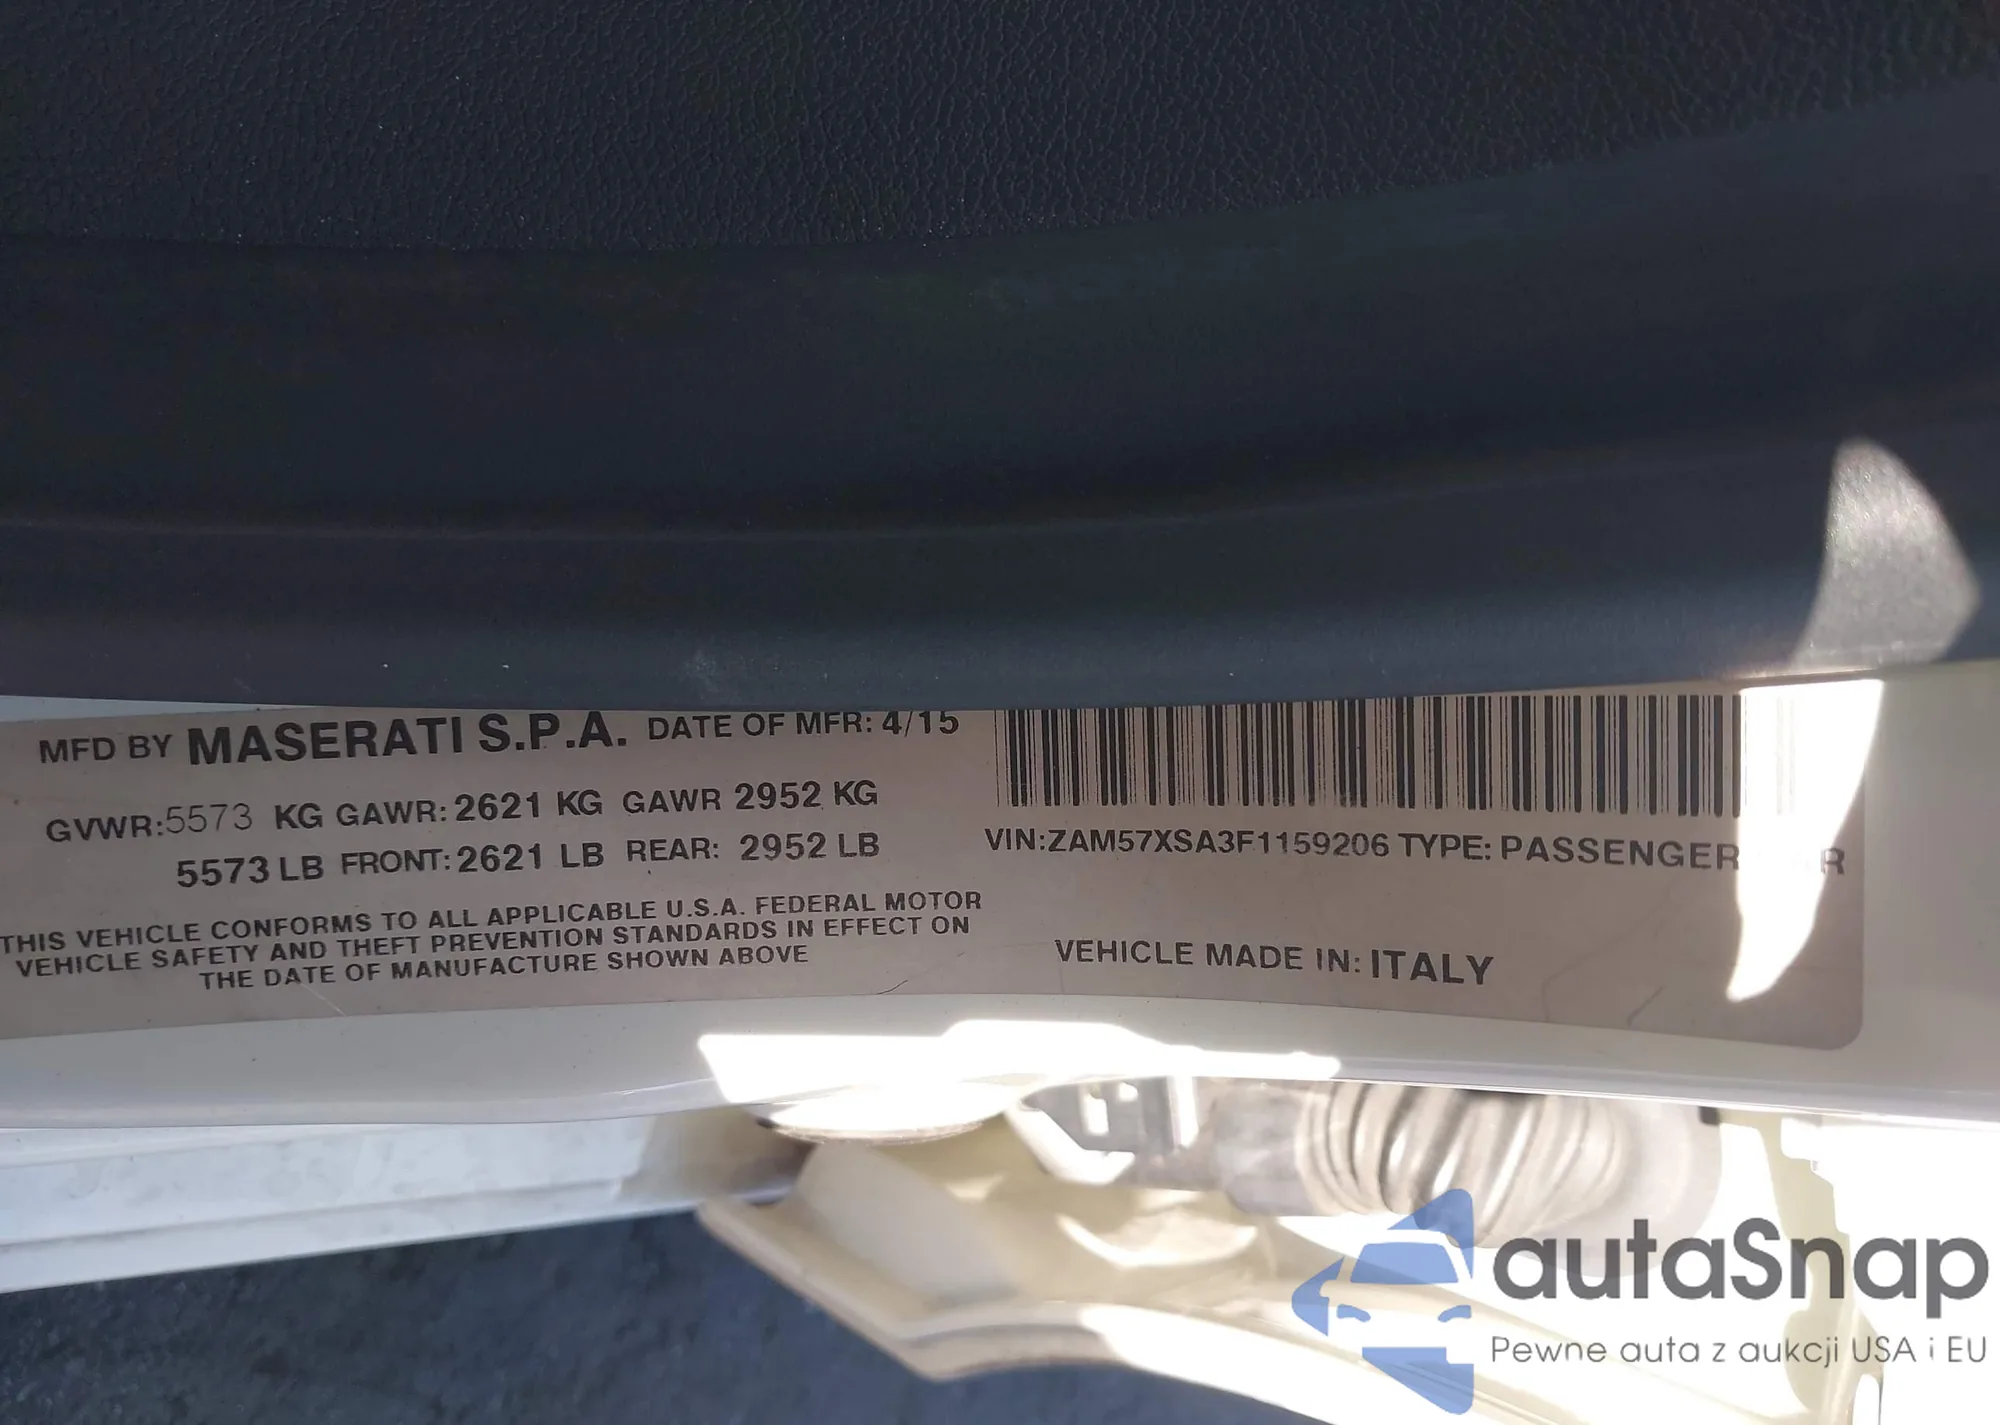 MFD BY MASERATI S.P.A. DATE OF MFR: 4/15
GVWR:5573 KG GAWR: 2621 KG GAWR 2952 KG
5573 LB FRONT: 2621 LB REAR: 2952 LB
THIS VEHICLE CONFORMS TO ALL APPLICABLE U.S.A. FEDERAL MOTOR
VEHICLE SAFETY AND THEFT PREVENTION STANDARDS IN EFFECT ON
THE DATE OF MANUFACTURE SHOWN ABOVE
VIN:ZAM57XSA3F1159206 TYPE: PASSENGER
VEHICLE MADE IN: ITALY
autaSnap
Pewne auta z aukcji USA i EU